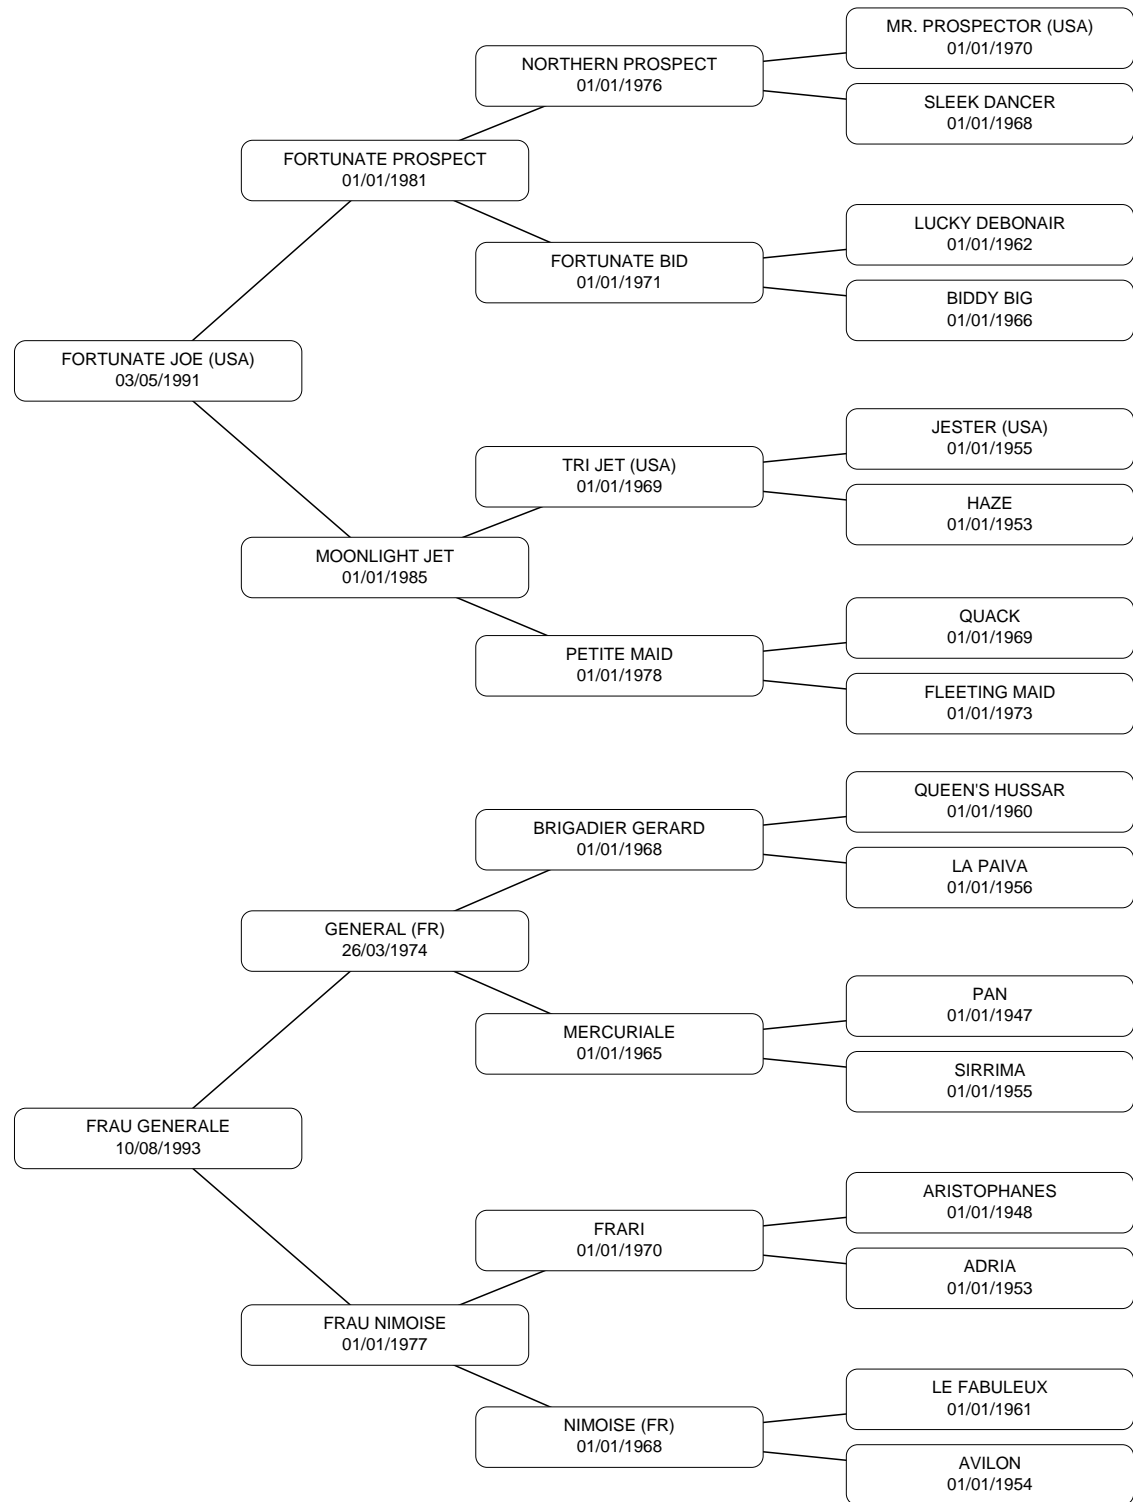 MR. PROSPECTOR (USA)
01/01/1970
NORTHERN PROSPECT
01/01/1976
SLEEK DANCER
01/01/1968
FORTUNATE PROSPECT
01/01/1981
LUCKY DEBONAIR
01/01/1962
FORTUNATE BID
01/01/1971
BIDDY BIG
01/01/1966
FORTUNATE JOE (USA)
03/05/1991
JESTER (USA)
01/01/1955
TRI JET (USA)
01/01/1969
HAZE
01/01/1953
MOONLIGHT JET
01/01/1985
QUACK
01/01/1969
PETITE MAID
01/01/1978
FLEETING MAID
01/01/1973
QUEEN'S HUSSAR
01/01/1960
BRIGADIER GERARD
01/01/1968
LA PAIVA
01/01/1956
GENERAL (FR)
26/03/1974
PAN
01/01/1947
MERCURIALE
01/01/1965
SIRRIMA
01/01/1955
FRAU GENERALE
10/08/1993
ARISTOPHANES
01/01/1948
FRARI
01/01/1970
ADRIA
01/01/1953
FRAU NIMOISE
01/01/1977
LE FABULEUX
01/01/1961
NIMOISE (FR)
01/01/1968
AVILON
01/01/1954